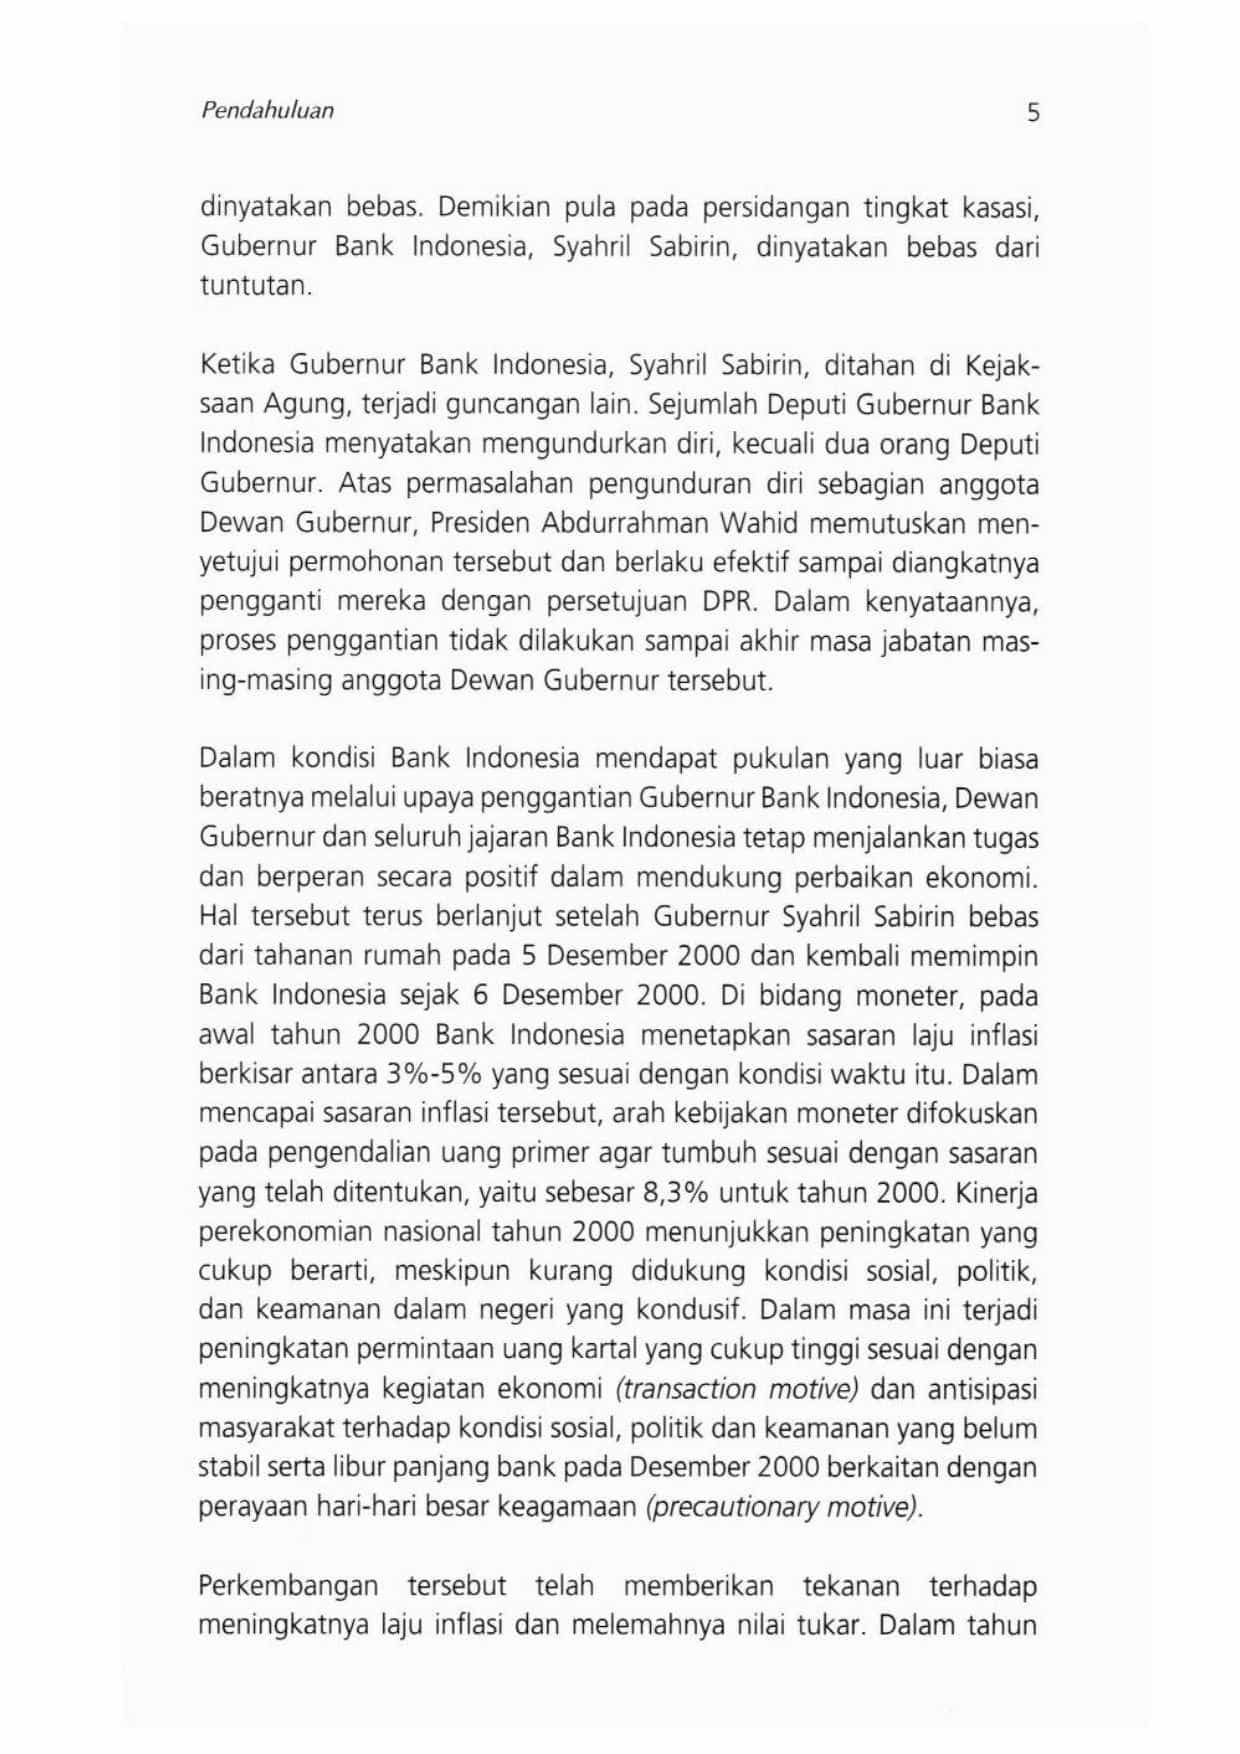 Pendahuluan 5
dinyatakan bebas. Demikian pula pada persidangan tingkat kasasi,
Gubernur Bank Indonesia, Syahril Sabirin, dinyatakan bebas dari
tuntutan.
Ketika Gubernur Bank Indonesia, Syahril Sabirin, ditahan di Kejak-
saan Agung, terjadi guncangan lain. Sejumlah Deputi Gubernur Bank
Indonesia menyatakan mengundurkan diri, kecuali dua orang Deputi
Gubernur. Atas permasalahan pengunduran diri sebagian anggota
Dewan Gubernur, Presiden Abdurrahman Wahid memutuskan men-
yetujui permohonan tersebut dan berlaku efektif sampai diangkatnya
pengganti mereka dengan persetujuan DPR. Dalam kenyataannya,
proses penggantian tidak dilakukan sampai akhir masa jabatan mas-
ing-masing anggota Dewan Gubernur tersebut.
Dalam kondisi Bank Indonesia mendapat pukulan yang luar biasa
beratnya melalui upaya penggantian Gubernur Bank Indonesia, Dewan
Gubernur dan seluruh jajaran Bank Indonesia tetap menjalankan tugas
dan berperan secara positif dalam mendukung perbaikan ekonomi.
Hal tersebut terus berlanjut setelah Gubernur Syahril Sabirin bebas
dari tahanan rumah pada 5 Desember 2000 dan kembali memimpin
Bank Indonesia sejak 6 Desember 2000. Di bidang moneter, pada
awal tahun 2000 Bank Indonesia menetapkan sasaran laju inflasi
berkisar antara 3%-5% yang sesuai dengan kondisi waktu itu. Dalam
mencapai sasaran inflasi tersebut, arah kebijakan moneter difokuskan
pada pengendalian uang primer agar tumbuh sesuai dengan sasaran
yang telah ditentukan, yaitu sebesar 8,3% untuk tahun 2000. Kinerja
perekonomian nasional tahun 2000 menunjukkan peningkatan yang
cukup berarti, meskipun kurang didukung kondisi sosial, politik,
dan keamanan dalam negeri yang kondusif. Dalam masa ini terjadi
peningkatan permintaan uang kartal yang cukup tinggi sesuai dengan
meningkatnya kegiatan ekonomi (transaction motive) dan antisipasi
masyarakat terhadap kondisi sosial, politik dan keamanan yang belum
stabil serta libur panjang bank pada Desember 2000 berkaitan dengan
perayaan hari-hari besar keagamaan (precautionary motive).
Perkembangan tersebut telah memberikan tekanan terhadap
meningkatnya laju inflasi dan melemahnya nilai tukar. Dalam tahun